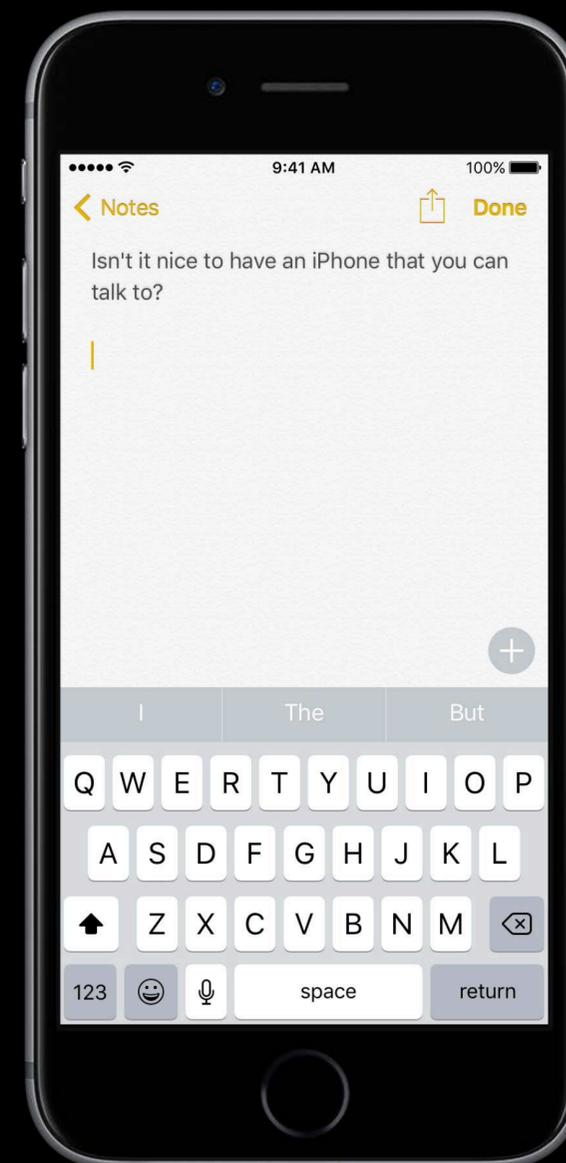 9:41 AM 100%
Notes Done
Isn't it nice to have an iPhone that you can
talk to?
I The But
Q W E R T Y U I O P
A S D F G H J K L
Z X C V B N M
123 space return